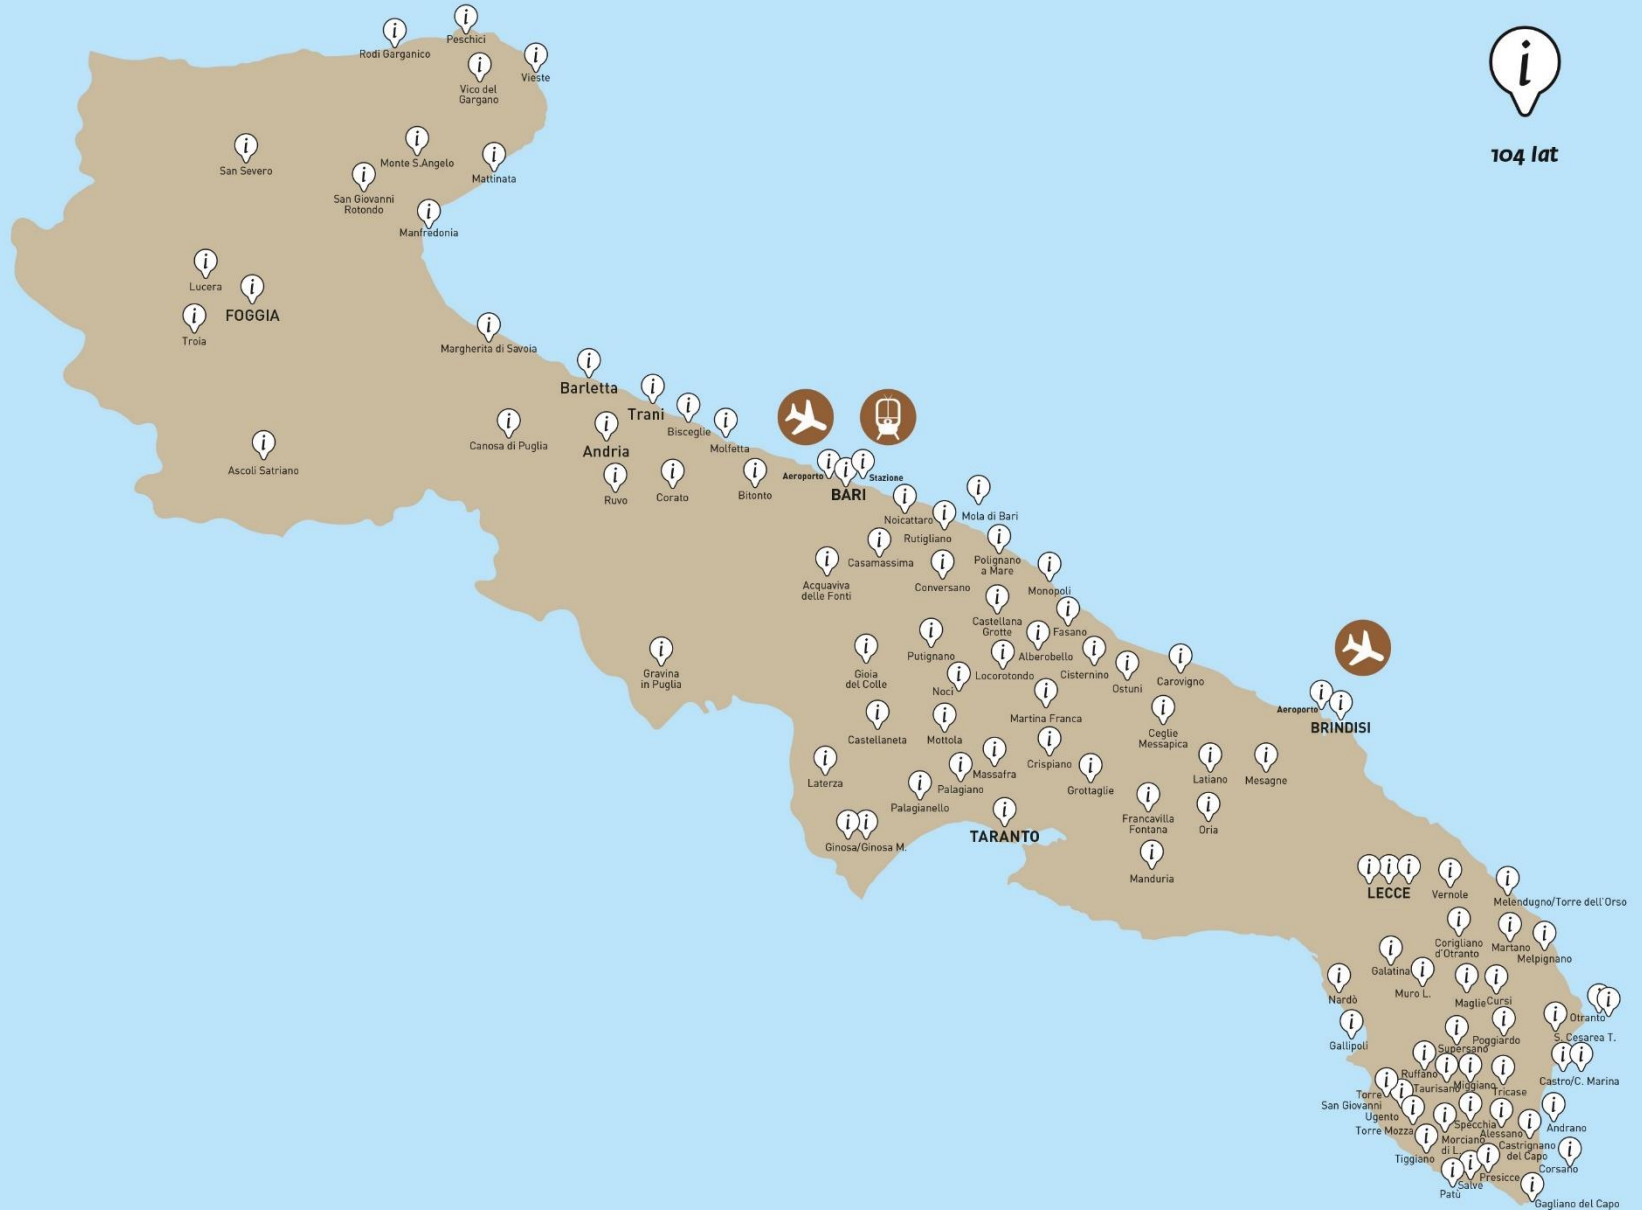 Peschici
Rodi Garganico
Vieste
Vico del
Gargano
104 lat
Monte S.Angelo
San Severo
Mattinata
San Giovanni
Rotondo
Manfredonia
Lucera
FOGGIA
Troia
Margherita di Savoia
Barletta
Trani
Bisceglie
Canosa di Puglia
Andria
Molfetta
Ascoli Satriano
Ruvo
Corato
Bitonto
Aeroporto
Stazione
BARI
Noicattaro
Mola di Bari
Rutigliano
Casamassima
Polignano
a Mare
Acquaviva
delle Fonti
Conversano
Monopoli
Castellana
Grotte
Fasano
Putignano
Alberobello
Gioia
del Colle
Gravina
in Puglia
Locorotondo
Cisternino
Ostuni
Carovigno
Noci
Martina Franca
Aeroporto
BRINDISI
Castellaneta
Mottola
Ceglie
Messapica
Crispiano
Massafra
Laterza
Palagiano
Grottaglie
Latiano
Mesagne
Palagianello
Francavilla
Fontana
Oria
TARANTO
Ginosa/Ginosa M.
Manduria
LECCE
Vernole
Melendugno/Torre dell'Orso
Corigliano
d'Otranto
Martano
Melpignano
Galatina
Muro L.
Nardò
Maglie
Cursi
Otranto
Gallipoli
Supersano
Poggiardo
S. Cesarea T.
Ruffano
Taurisano
Miggiano
Tricase
Castro/C. Marina
Torre
San Giovanni
Ugento
Torre Mozza
Specchia
Alessano
Andrano
Morciano
di L.
Castrignano
del Capo
Tiggiano
Corsano
Presicce
Salve
Patù
Gagliano del Capo